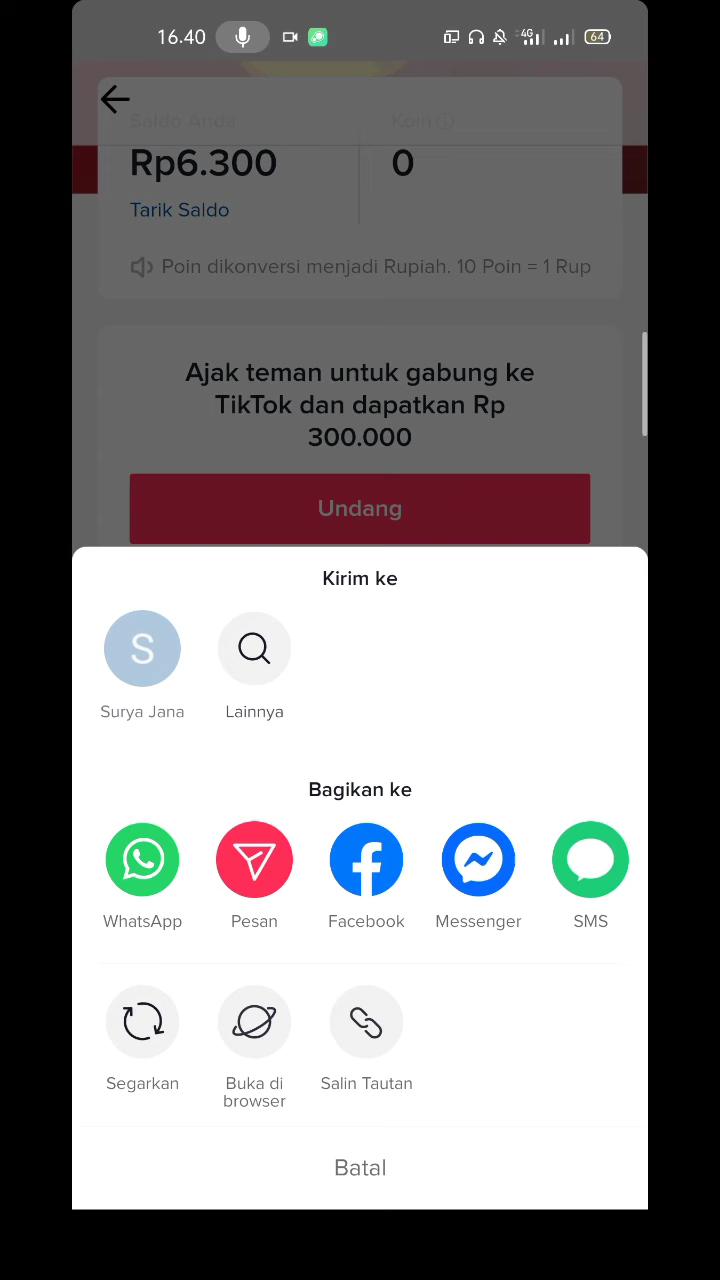 16.40
4G
64
Saldo Anda
Koin
Rp6.300
0
Tarik Saldo
Poin dikonversi menjadi Rupiah. 10 Poin = 1 Rup
Ajak teman untuk gabung ke
TikTok dan dapatkan Rp
300.000
Undang
Kirim ke
S
Surya Jana
Lainnya
Bagikan ke
WhatsApp
Pesan
Facebook
Messenger
SMS
Segarkan
Buka di
browser
Salin Tautan
Batal